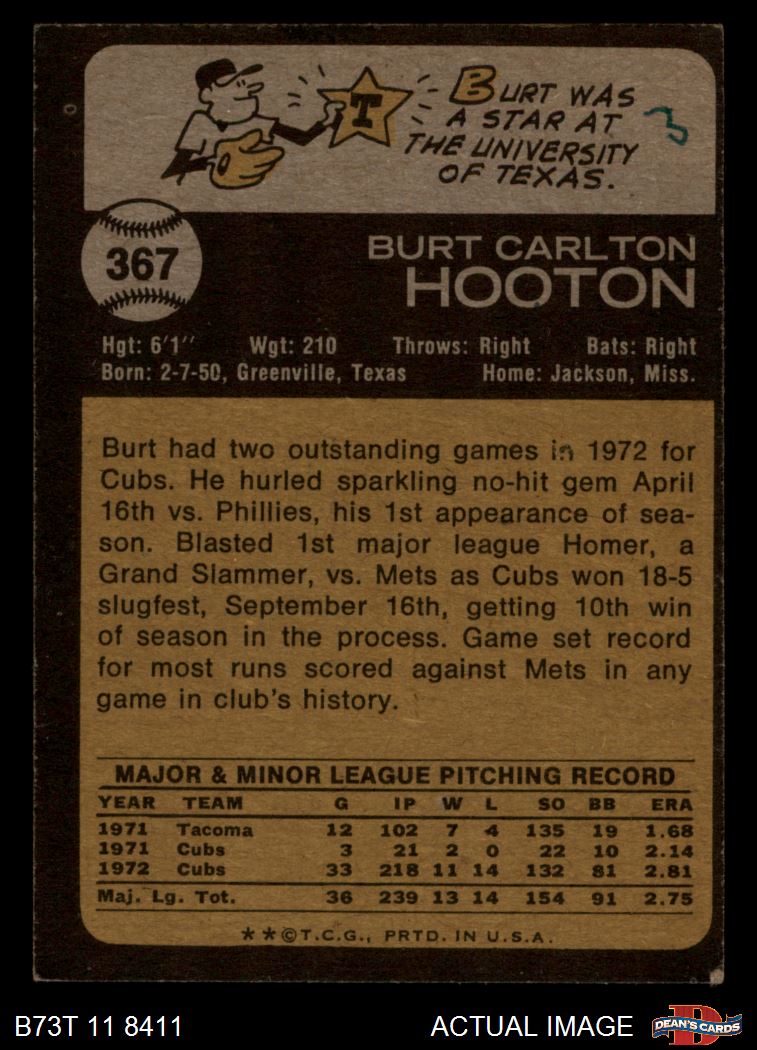 BURT WAS
A STAR AT
THE UNIVERSITY
OF TEXAS.
T
3
367
BURT CARLTON
HOOTON
Hgt: 6'1" Wgt: 210 Throws: Right Bats: Right
Born: 2-7-50, Greenville, Texas Home: Jackson, Miss.
Burt had two outstanding games in 1972 for
Cubs. He hurled sparkling no-hit gem April
16th vs. Phillies, his 1st appearance of sea-
son. Blasted 1st major league Homer, a
Grand Slammer, vs. Mets as Cubs won 18-5
slugfest, September 16th, getting 10th win
of season in the process. Game set record
for most runs scored against Mets in any
game in club's history.
MAJOR & MINOR LEAGUE PITCHING RECORD
YEAR TEAM G IP W L SO BB ERA
1971 Tacoma 12 102 7 4 135 19 1.68
1971 Cubs 3 21 2 0 22 10 2.14
1972 Cubs 33 218 11 14 132 81 2.81
Maj. Lg. Tot. 36 239 13 14 154 91 2.75
**©T.C.G., PRTD. IN U.S.A.
B73T 11 8411 ACTUAL IMAGE
D
DEAN'S CARDS